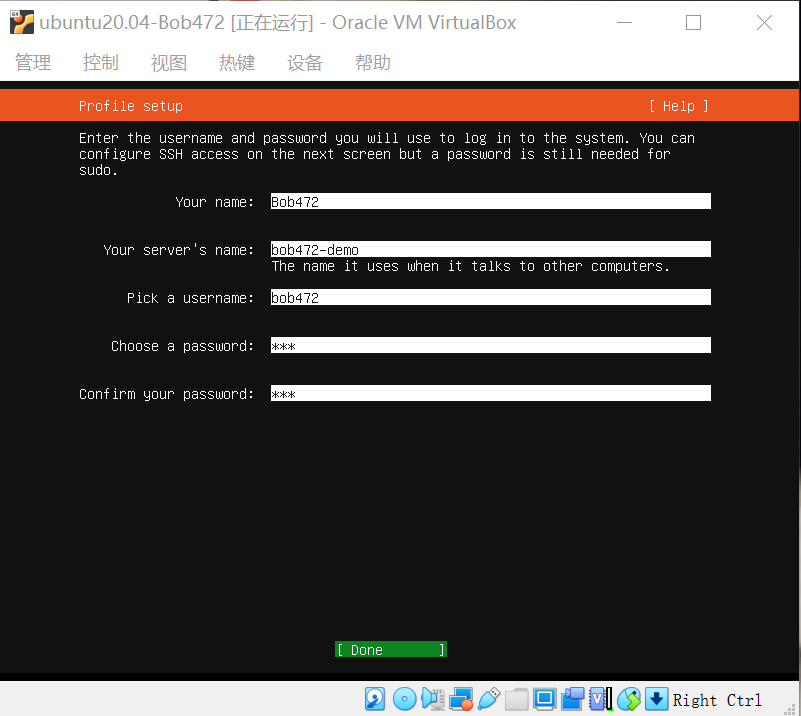 ubuntu20.04-Bob472 [正在运行] - Oracle VM VirtualBox
管理 控制 视图 热键 设备 帮助
Profile setup [ Help ]
Enter the username and password you will use to log in to the system. You can
configure SSH access on the next screen but a password is still needed for
sudo.
Your name: Bob472
Your server's name: bob472-demo
The name it uses when it talks to other computers.
Pick a username: bob472
Choose a password: ***
Confirm your password: ***
[ Done ]
Right Ctrl